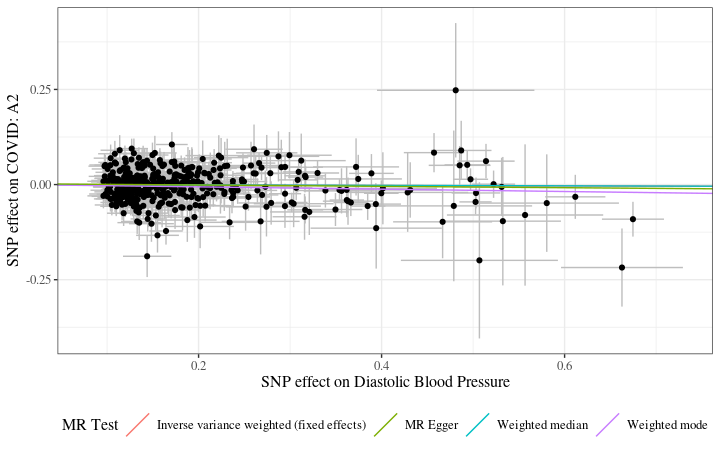 SNP effect on COVID: A2
0.25
0.00
-0.25
0.2 0.4 0.6
SNP effect on Diastolic Blood Pressure
MR Test Inverse variance weighted (fixed effects) MR Egger Weighted median Weighted mode